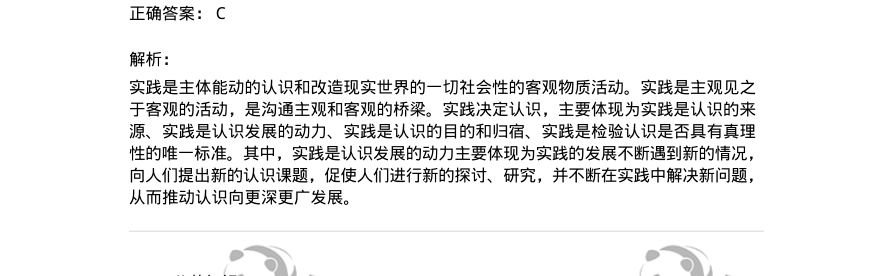 正确答案： C
解析：
实践是主体能动的认识和改造现实世界的一切社会性的客观物质活动。实践是主观见之
于客观的活动，是沟通主观和客观的桥梁。实践决定认识，主要体现为实践是认识的来
源、实践是认识发展的动力、实践是认识的目的和归宿、实践是检验认识是否具有真理
性的唯一标准。其中，实践是认识发展的动力主要体现为实践的发展不断遇到新的情况，
向人们提出新的认识课题，促使人们进行新的探讨、研究，并不断在实践中解决新问题，
从而推动认识向更深更广发展。